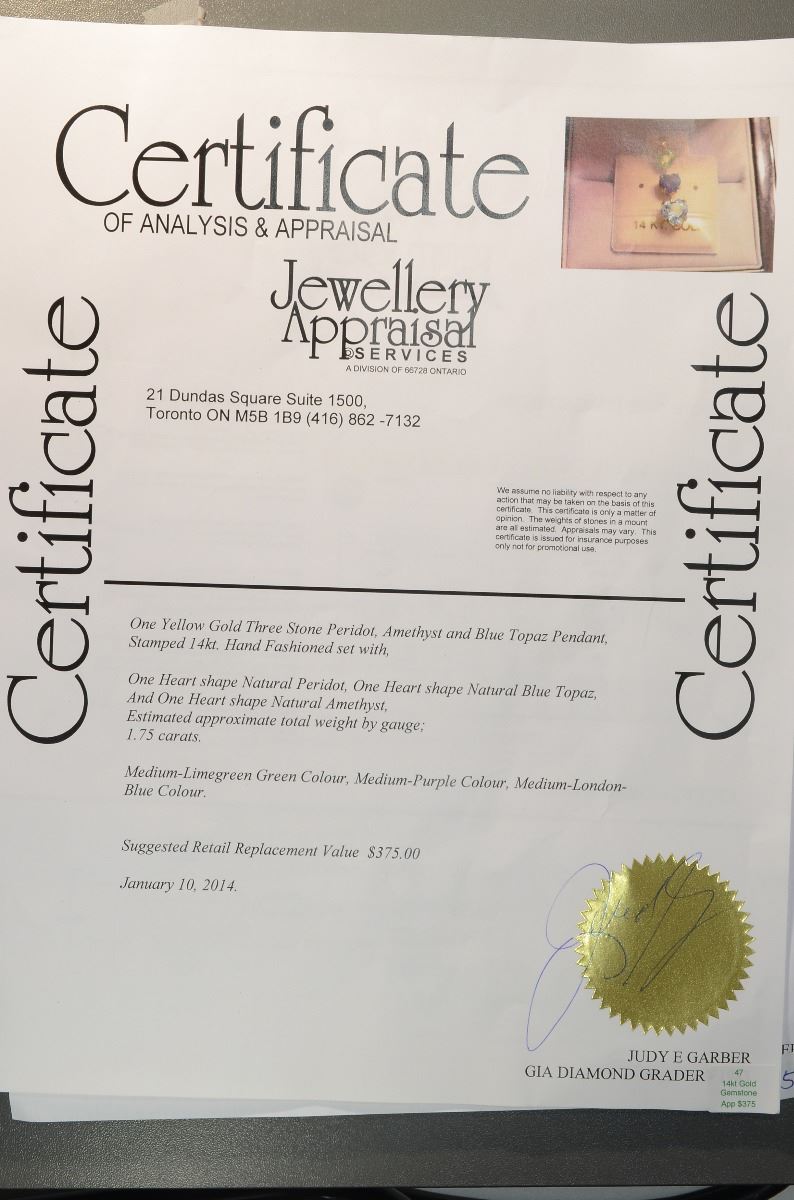 Certificate
OF ANALYSIS & APPRAISAL
14 KT. GOL
Jewellery
Appraisal
SERVICES
A DIVISION OF 66728 ONTARIO
Certificate
Certificate
21 Dundas Square Suite 1500,
Toronto ON M5B 1B9 (416) 862 -7132
We assume no liability with respect to any
action that may be taken on the basis of this
certificate. This certificate is only a matter of
opinion. The weights of stones in a mount
are all estimated. Appraisals may vary. This
certificate is issued for insurance purposes
only not for promotional use.
One Yellow Gold Three Stone Peridot, Amethyst and Blue Topaz Pendant,
Stamped 14kt. Hand Fashioned set with,
One Heart shape Natural Peridot, One Heart shape Natural Blue Topaz,
And One Heart shape Natural Amethyst,
Estimated approximate total weight by gauge;
1.75 carats.
Medium-Limegreen Green Colour, Medium-Purple Colour, Medium-London-
Blue Colour.
Suggested Retail Replacement Value $375.00
January 10, 2014.
JUDY E GARBER
GIA DIAMOND GRADER
47
14kt Gold
Gemstone
App $375